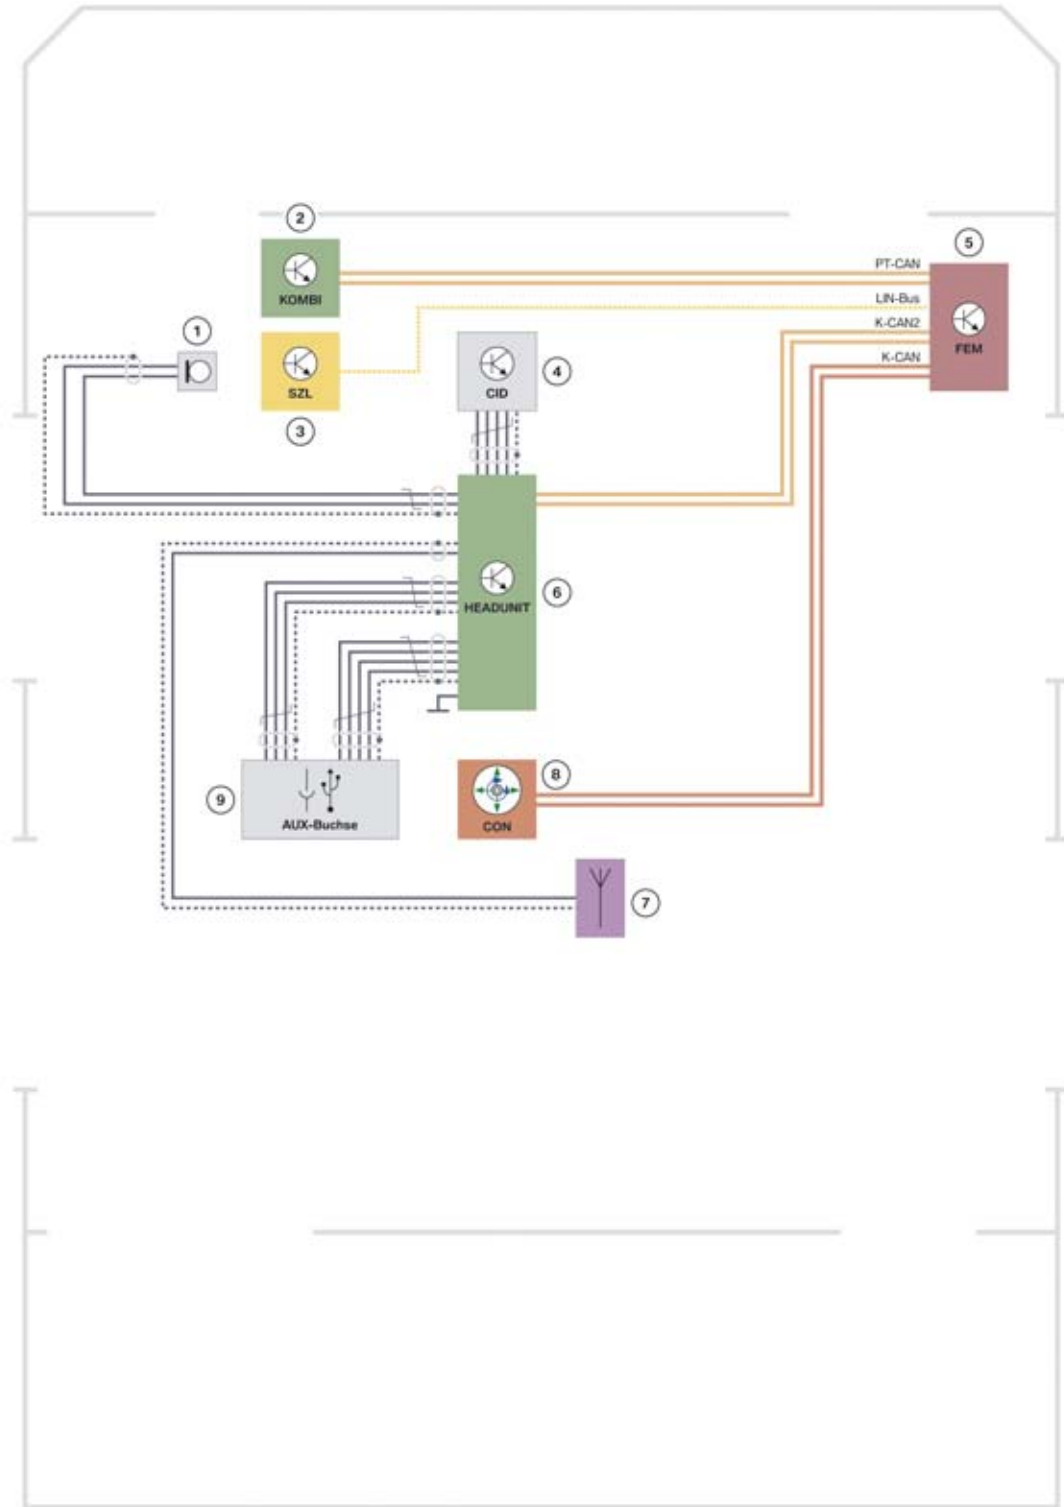 2
5
PT-CAN
KOMBI
LIN-Bus
K-CAN2
1
FEM
K-CAN
4
SZL
CID
3
6
HEADUNIT
8
9
AUX-Buchse
CON
7